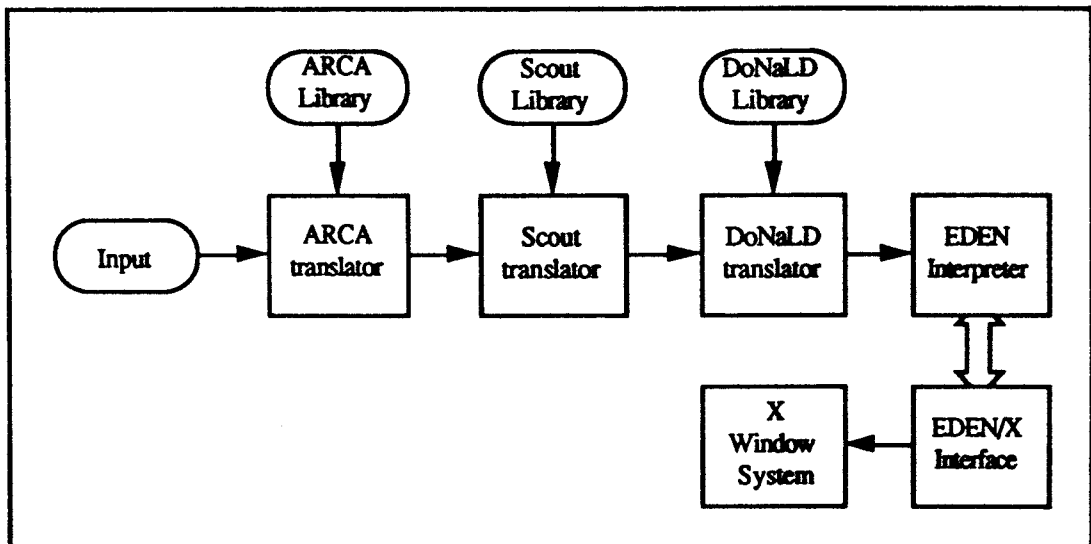 ARCA
Library
Scout
Library
DoNaLD
Library
Input
ARCA
translator
Scout
translator
DoNaLD
translator
EDEN
Interpreter
X
Window
System
EDEN/X
Interface